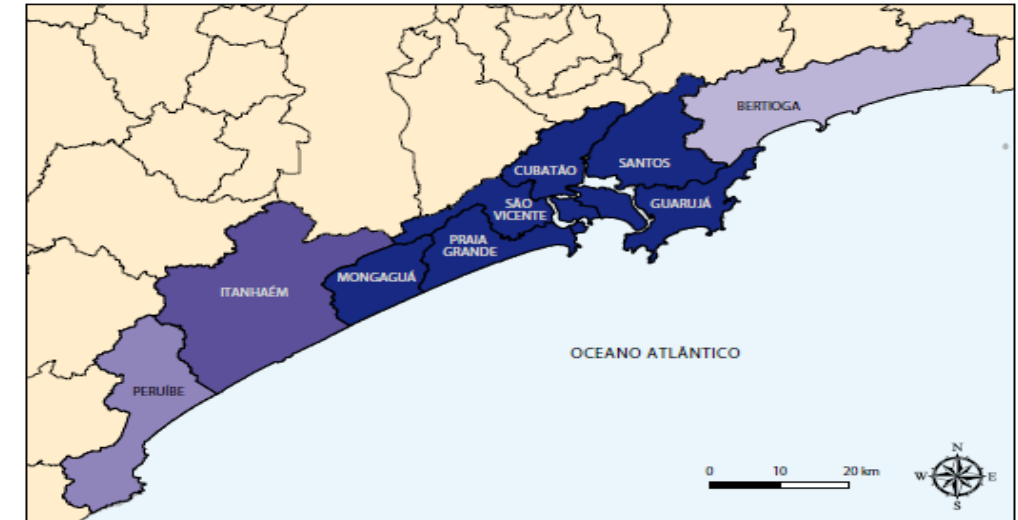 BERTIOGA
SANTOS
CUBATÃO
SÃO
VICENTE
GUARUJÁ
PRAIA
GRANDE
MONGAGUÁ
ITANHAÉM
PERUÍBE
OCEANO ATLÂNTICO
0 10 20 km
N
W E
S